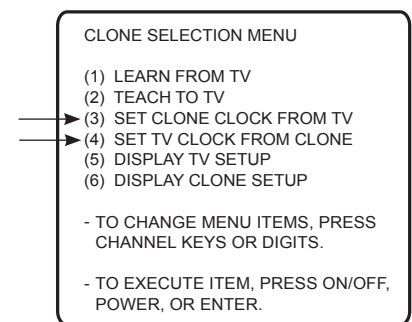 CLONE SELECTION MENU
(1) LEARN FROM TV
(2) TEACH TO TV
(3) SET CLONE CLOCK FROM TV
(4) SET TV CLOCK FROM CLONE
(5) DISPLAY TV SETUP
(6) DISPLAY CLONE SETUP
- TO CHANGE MENU ITEMS, PRESS
CHANNEL KEYS OR DIGITS.
- TO EXECUTE ITEM, PRESS ON/OFF,
POWER, OR ENTER.